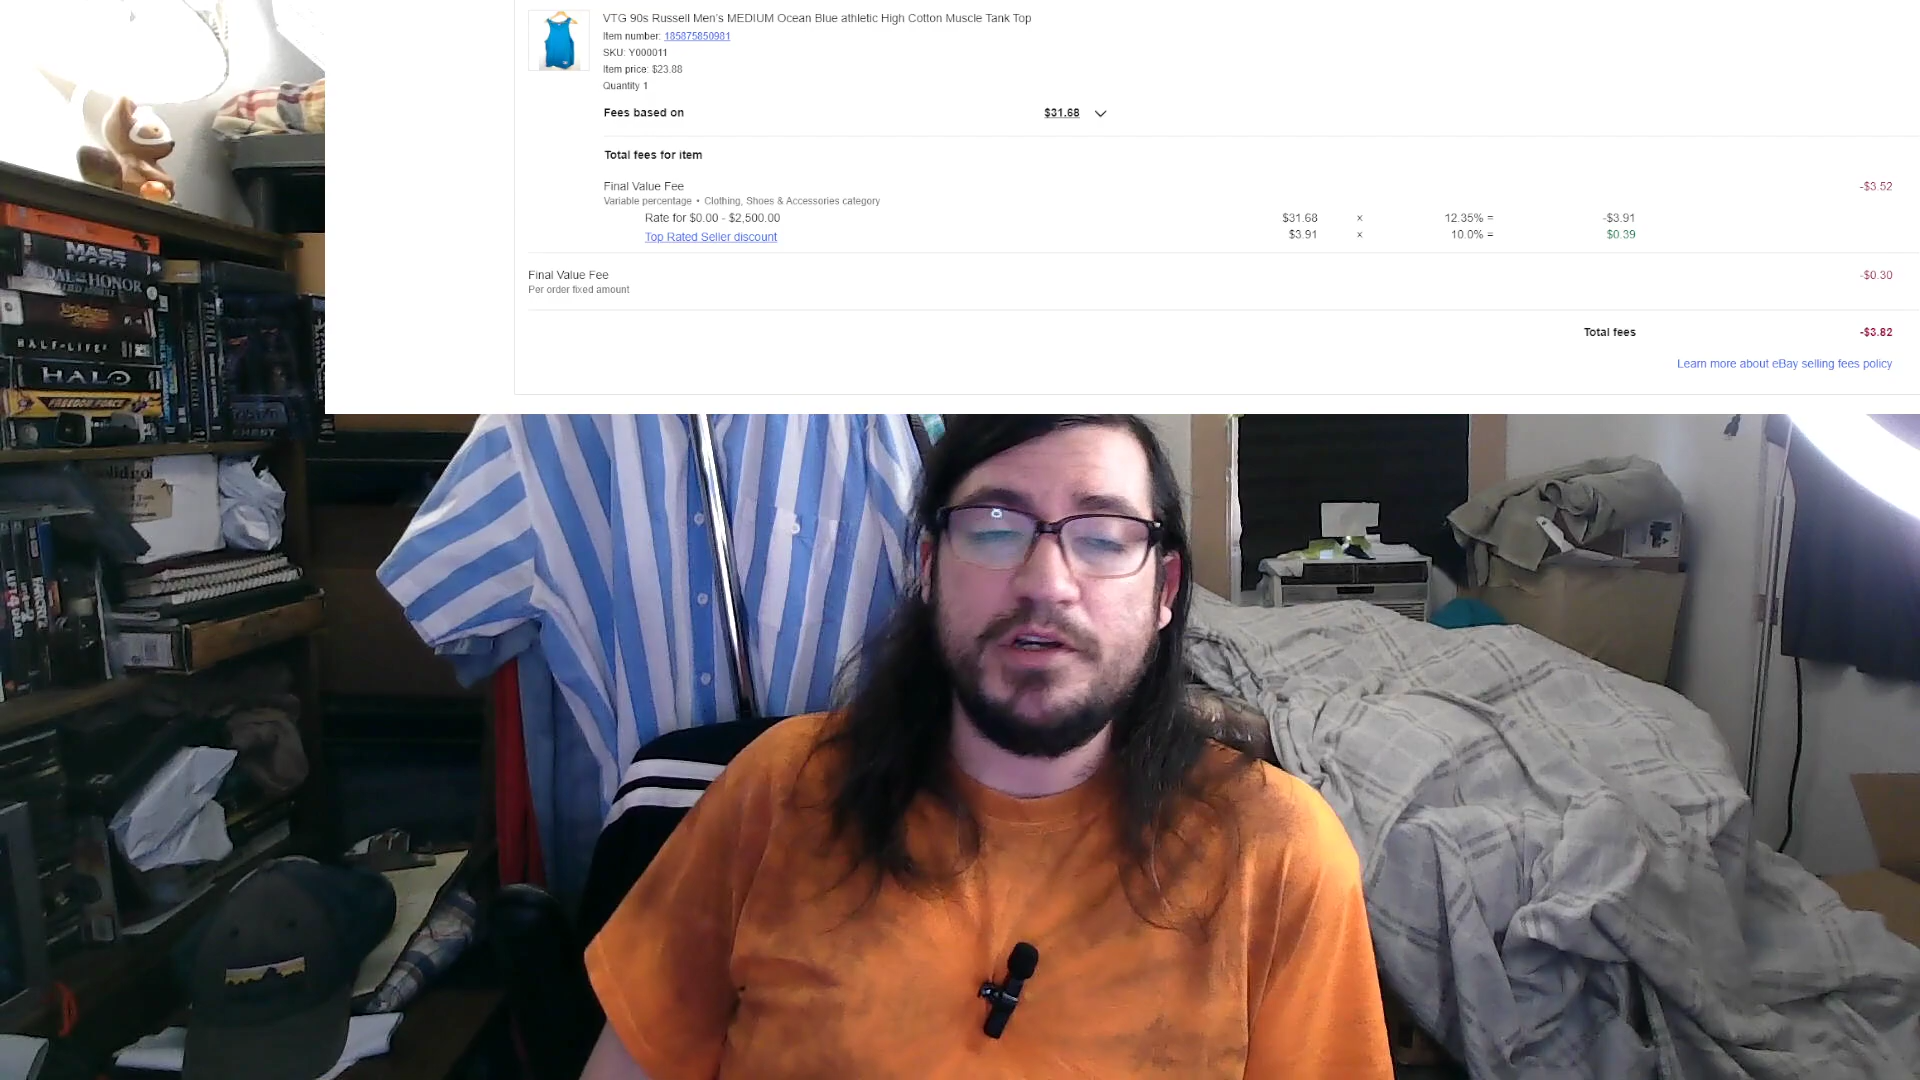 VTG 90s Russell Men's MEDIUM Ocean Blue athletic High Cotton Muscle Tank Top
Item number: 185875850981
SKU: Y000011
Item price: $23.88
Quantity 1
Fees based on $31.68
Total fees for item
Final Value Fee -$3.52
Variable percentage • Clothing, Shoes & Accessories category
Rate for $0.00 - $2,500.00 $31.68 x 12.35% = -$3.91
Top Rated Seller discount $3.91 x 10.0% = $0.39
Final Value Fee -$0.30
Per order fixed amount
Total fees -$3.82
Learn more about eBay selling fees policy
MASS
EFFECT
HONOR
HALF-LIFE
HALO
FREEDOM FORCE